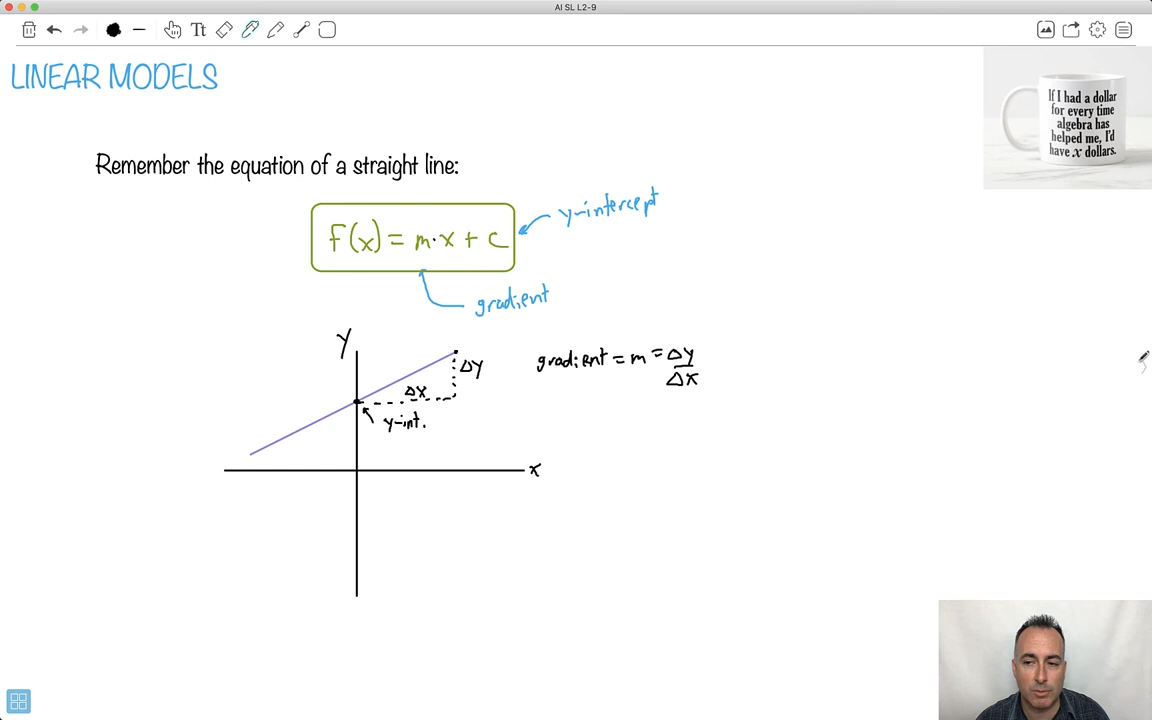 AI SL L2-9
Tt
LINEAR MODELS
If I had a dollar
for every time
algebra has
helped me, I'd
have x dollars.
Remember the equation of a straight line:
y-intercept
f(x) = m·x + c
gradient
y
Δy
gradient = m = Δy
Δx
Δx
y-int.
x